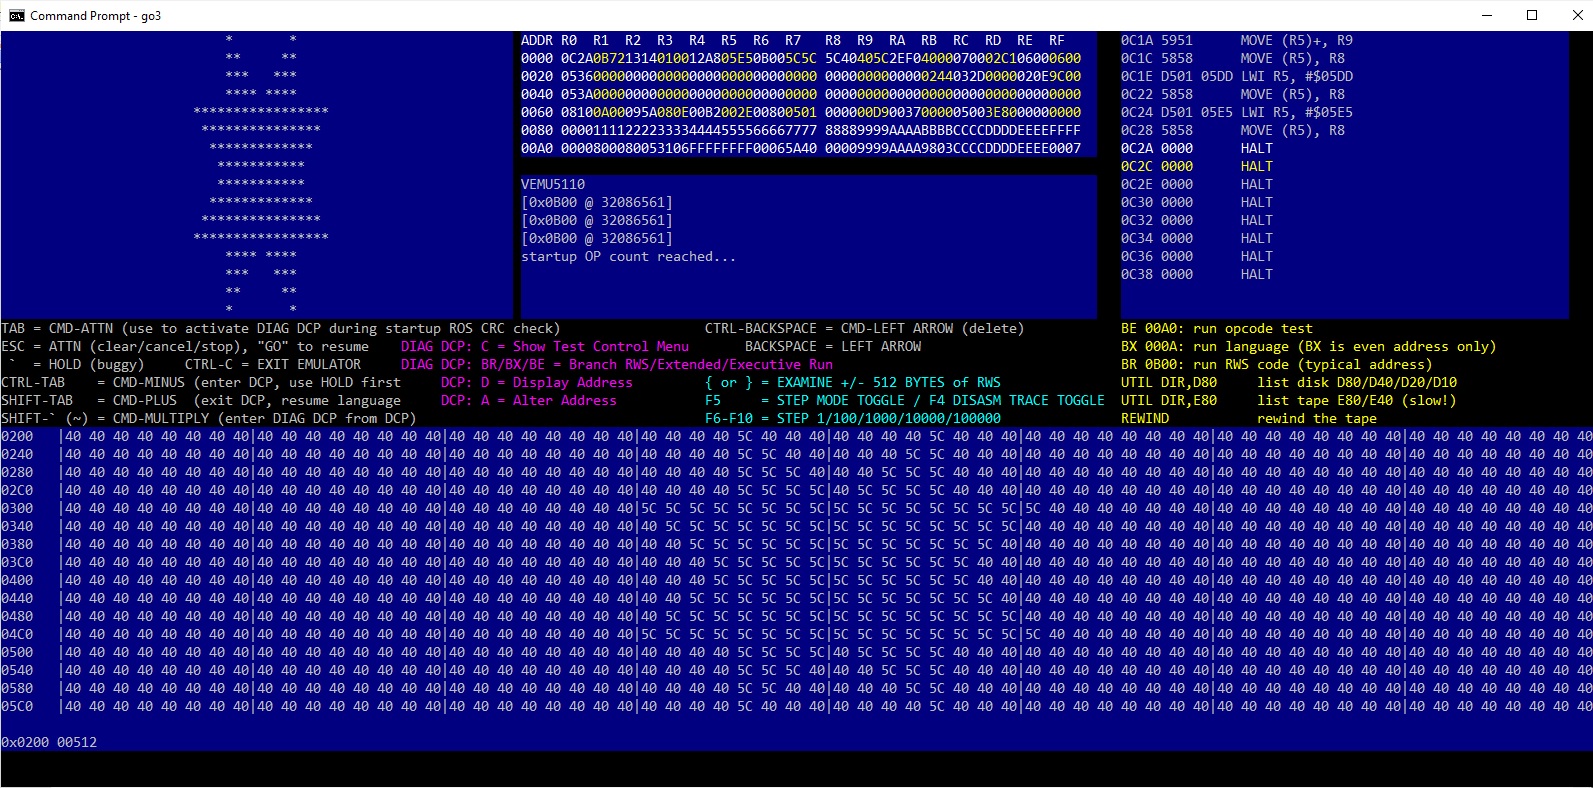 *       *
**     **
***   ***
**** ****
*****************
***************
*************
***********
***********
*************
***************
*****************
**** ****
***   ***
**     **
*       *
Command Prompt - go3
ADDR R0  R1  R2  R3  R4  R5  R6  R7   R8  R9  RA  RB  RC  RD  RE  RF
0000 0C2A0B721314010012A805E50B005C5C 5C40405C2EF04000070002C106000600
0020 05360000000000000000000000000000 0000000000000244032D0000020E9C00
0040 053A0000000000000000000000000000 00000000000000000000000000000000
0060 08100A00095A080E00B2002E00800501 000000D90037000005003E8000000000
0080 00001111222233334444555566667777 88889999AAAABBBBCCCCDDDDEEEEFFFF
00A0 0000800080053106FFFFFFFF00065A40 00009999AAAA9803CCCCDDDDEEEE0007
VEMU5110
[0x0B00 @ 32086561]
[0x0B00 @ 32086561]
[0x0B00 @ 32086561]
startup OP count reached...
0C1A 5951      MOVE (R5)+, R9
0C1C 5858      MOVE (R5), R8
0C1E D501 05DD LWI R5, #$05DD
0C22 5858      MOVE (R5), R8
0C24 D501 05E5 LWI R5, #$05E5
0C28 5858      MOVE (R5), R8
0C2A 0000      HALT
0C2C 0000      HALT
0C2E 0000      HALT
0C30 0000      HALT
0C32 0000      HALT
0C34 0000      HALT
0C36 0000      HALT
0C38 0000      HALT
TAB = CMD-ATTN (use to activate DIAG DCP during startup ROS CRC check)                  CTRL-BACKSPACE = CMD-LEFT ARROW (delete)            BE 00A0: run opcode test
ESC = ATTN (clear/cancel/stop), "GO" to resume    DIAG DCP: C = Show Test Control Menu       BACKSPACE = LEFT ARROW                         BX 000A: run language (BX is even address only)
 `  = HOLD (buggy)    CTRL-C = EXIT EMULATOR     DIAG DCP: BR/BX/BE = Branch RWS/Extended/Executive Run                                    BR 0B00: run RWS code (typical address)
CTRL-TAB    = CMD-MINUS (enter DCP, use HOLD first     DCP: D = Display Address         { or } = EXAMINE +/- 512 BYTES of RWS               UTIL DIR,D80     list disk D80/D40/D20/D10
SHIFT-TAB   = CMD-PLUS  (exit DCP, resume language     DCP: A = Alter Address           F5     = STEP MODE TOGGLE / F4 DISASM TRACE TOGGLE  UTIL DIR,E80     list tape E80/E40 (slow!)
SHIFT-` (~) = CMD-MULTIPLY (enter DIAG DCP from DCP)                                    F6-F10 = STEP 1/100/1000/10000/100000               REWIND           rewind the tape
0200   |40 40 40 40 40 40 40 40|40 40 40 40 40 40 40 40|40 40 40 40 40 40 40 40|40 40 40 40 5C 40 40 40|40 40 40 40 5C 40 40 40|40 40 40 40 40 40 40 40|40 40 40 40 40 40 40 40|40 40 40 40 40 40 40 40
0240   |40 40 40 40 40 40 40 40|40 40 40 40 40 40 40 40|40 40 40 40 40 40 40 40|40 40 40 40 5C 5C 40 40|40 40 40 5C 5C 40 40 40|40 40 40 40 40 40 40 40|40 40 40 40 40 40 40 40|40 40 40 40 40 40 40 40
0280   |40 40 40 40 40 40 40 40|40 40 40 40 40 40 40 40|40 40 40 40 40 40 40 40|40 40 40 40 5C 5C 5C 40|40 40 5C 5C 5C 40 40 40|40 40 40 40 40 40 40 40|40 40 40 40 40 40 40 40|40 40 40 40 40 40 40 40
02C0   |40 40 40 40 40 40 40 40|40 40 40 40 40 40 40 40|40 40 40 40 40 40 40 40|40 40 40 40 5C 5C 5C 5C|40 5C 5C 5C 5C 40 40 40|40 40 40 40 40 40 40 40|40 40 40 40 40 40 40 40|40 40 40 40 40 40 40 40
0300   |40 40 40 40 40 40 40 40|40 40 40 40 40 40 40 40|40 40 40 40 40 40 40 40|5C 5C 5C 5C 5C 5C 5C 5C|5C 5C 5C 5C 5C 5C 5C 5C|5C 40 40 40 40 40 40 40|40 40 40 40 40 40 40 40|40 40 40 40 40 40 40 40
0340   |40 40 40 40 40 40 40 40|40 40 40 40 40 40 40 40|40 40 40 40 40 40 40 40|40 5C 5C 5C 5C 5C 5C 5C|5C 5C 5C 5C 5C 5C 5C 5C|40 40 40 40 40 40 40 40|40 40 40 40 40 40 40 40|40 40 40 40 40 40 40 40
0380   |40 40 40 40 40 40 40 40|40 40 40 40 40 40 40 40|40 40 40 40 40 40 40 40|40 40 5C 5C 5C 5C 5C 5C|5C 5C 5C 5C 5C 5C 5C 40|40 40 40 40 40 40 40 40|40 40 40 40 40 40 40 40|40 40 40 40 40 40 40 40
03C0   |40 40 40 40 40 40 40 40|40 40 40 40 40 40 40 40|40 40 40 40 40 40 40 40|40 40 40 5C 5C 5C 5C 5C|5C 5C 5C 5C 5C 5C 40 40|40 40 40 40 40 40 40 40|40 40 40 40 40 40 40 40|40 40 40 40 40 40 40 40
0400   |40 40 40 40 40 40 40 40|40 40 40 40 40 40 40 40|40 40 40 40 40 40 40 40|40 40 40 5C 5C 5C 5C 5C|5C 5C 5C 5C 5C 5C 40 40|40 40 40 40 40 40 40 40|40 40 40 40 40 40 40 40|40 40 40 40 40 40 40 40
0440   |40 40 40 40 40 40 40 40|40 40 40 40 40 40 40 40|40 40 40 40 40 40 40 40|40 40 5C 5C 5C 5C 5C 5C|5C 5C 5C 5C 5C 5C 5C 40|40 40 40 40 40 40 40 40|40 40 40 40 40 40 40 40|40 40 40 40 40 40 40 40
0480   |40 40 40 40 40 40 40 40|40 40 40 40 40 40 40 40|40 40 40 40 40 40 40 40|40 5C 5C 5C 5C 5C 5C 5C|5C 5C 5C 5C 5C 5C 5C 5C|40 40 40 40 40 40 40 40|40 40 40 40 40 40 40 40|40 40 40 40 40 40 40 40
04C0   |40 40 40 40 40 40 40 40|40 40 40 40 40 40 40 40|40 40 40 40 40 40 40 40|5C 5C 5C 5C 5C 5C 5C 5C|5C 5C 5C 5C 5C 5C 5C 5C|5C 40 40 40 40 40 40 40|40 40 40 40 40 40 40 40|40 40 40 40 40 40 40 40
0500   |40 40 40 40 40 40 40 40|40 40 40 40 40 40 40 40|40 40 40 40 40 40 40 40|40 40 40 40 5C 5C 5C 5C|40 5C 5C 5C 5C 40 40 40|40 40 40 40 40 40 40 40|40 40 40 40 40 40 40 40|40 40 40 40 40 40 40 40
0540   |40 40 40 40 40 40 40 40|40 40 40 40 40 40 40 40|40 40 40 40 40 40 40 40|40 40 40 40 5C 5C 5C 40|40 40 5C 5C 5C 40 40 40|40 40 40 40 40 40 40 40|40 40 40 40 40 40 40 40|40 40 40 40 40 40 40 40
0580   |40 40 40 40 40 40 40 40|40 40 40 40 40 40 40 40|40 40 40 40 40 40 40 40|40 40 40 40 5C 5C 40 40|40 40 40 5C 5C 40 40 40|40 40 40 40 40 40 40 40|40 40 40 40 40 40 40 40|40 40 40 40 40 40 40 40
05C0   |40 40 40 40 40 40 40 40|40 40 40 40 40 40 40 40|40 40 40 40 40 40 40 40|40 40 40 40 5C 40 40 40|40 40 40 40 5C 40 40 40|40 40 40 40 40 40 40 40|40 40 40 40 40 40 40 40|40 40 40 40 40 40 40 40
0x0200 00512